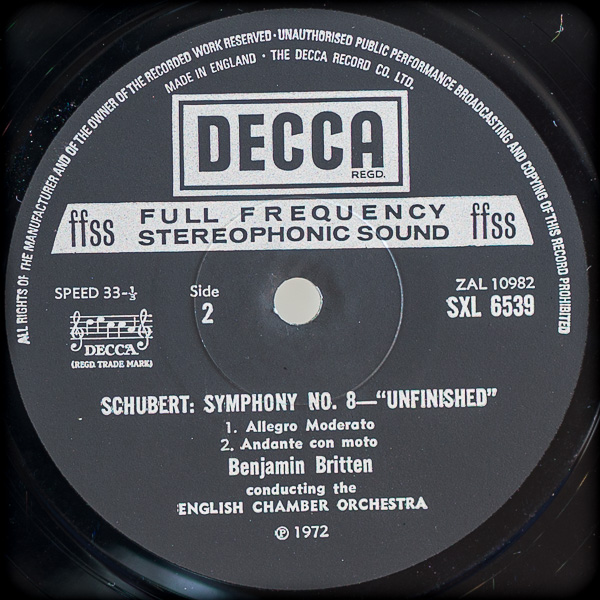 ALL RIGHTS OF THE MANUFACTURER AND OF THE OWNER OF THE RECORDED WORK RESERVED · UNAUTHORISED PUBLIC PERFORMANCE BROADCASTING AND COPYING OF THIS RECORD PROHIBITED
MADE IN ENGLAND · THE DECCA RECORD CO. LTD.
DECCA
REGD.
ffss FULL FREQUENCY STEREOPHONIC SOUND ffss
SPEED 33-⅓
Side
2
ZAL 10982
SXL 6539
DECCA
(REGD. TRADE MARK)
SCHUBERT: SYMPHONY NO. 8—"UNFINISHED"
1. Allegro Moderato
2. Andante con moto
Benjamin Britten
conducting the
ENGLISH CHAMBER ORCHESTRA
℗ 1972